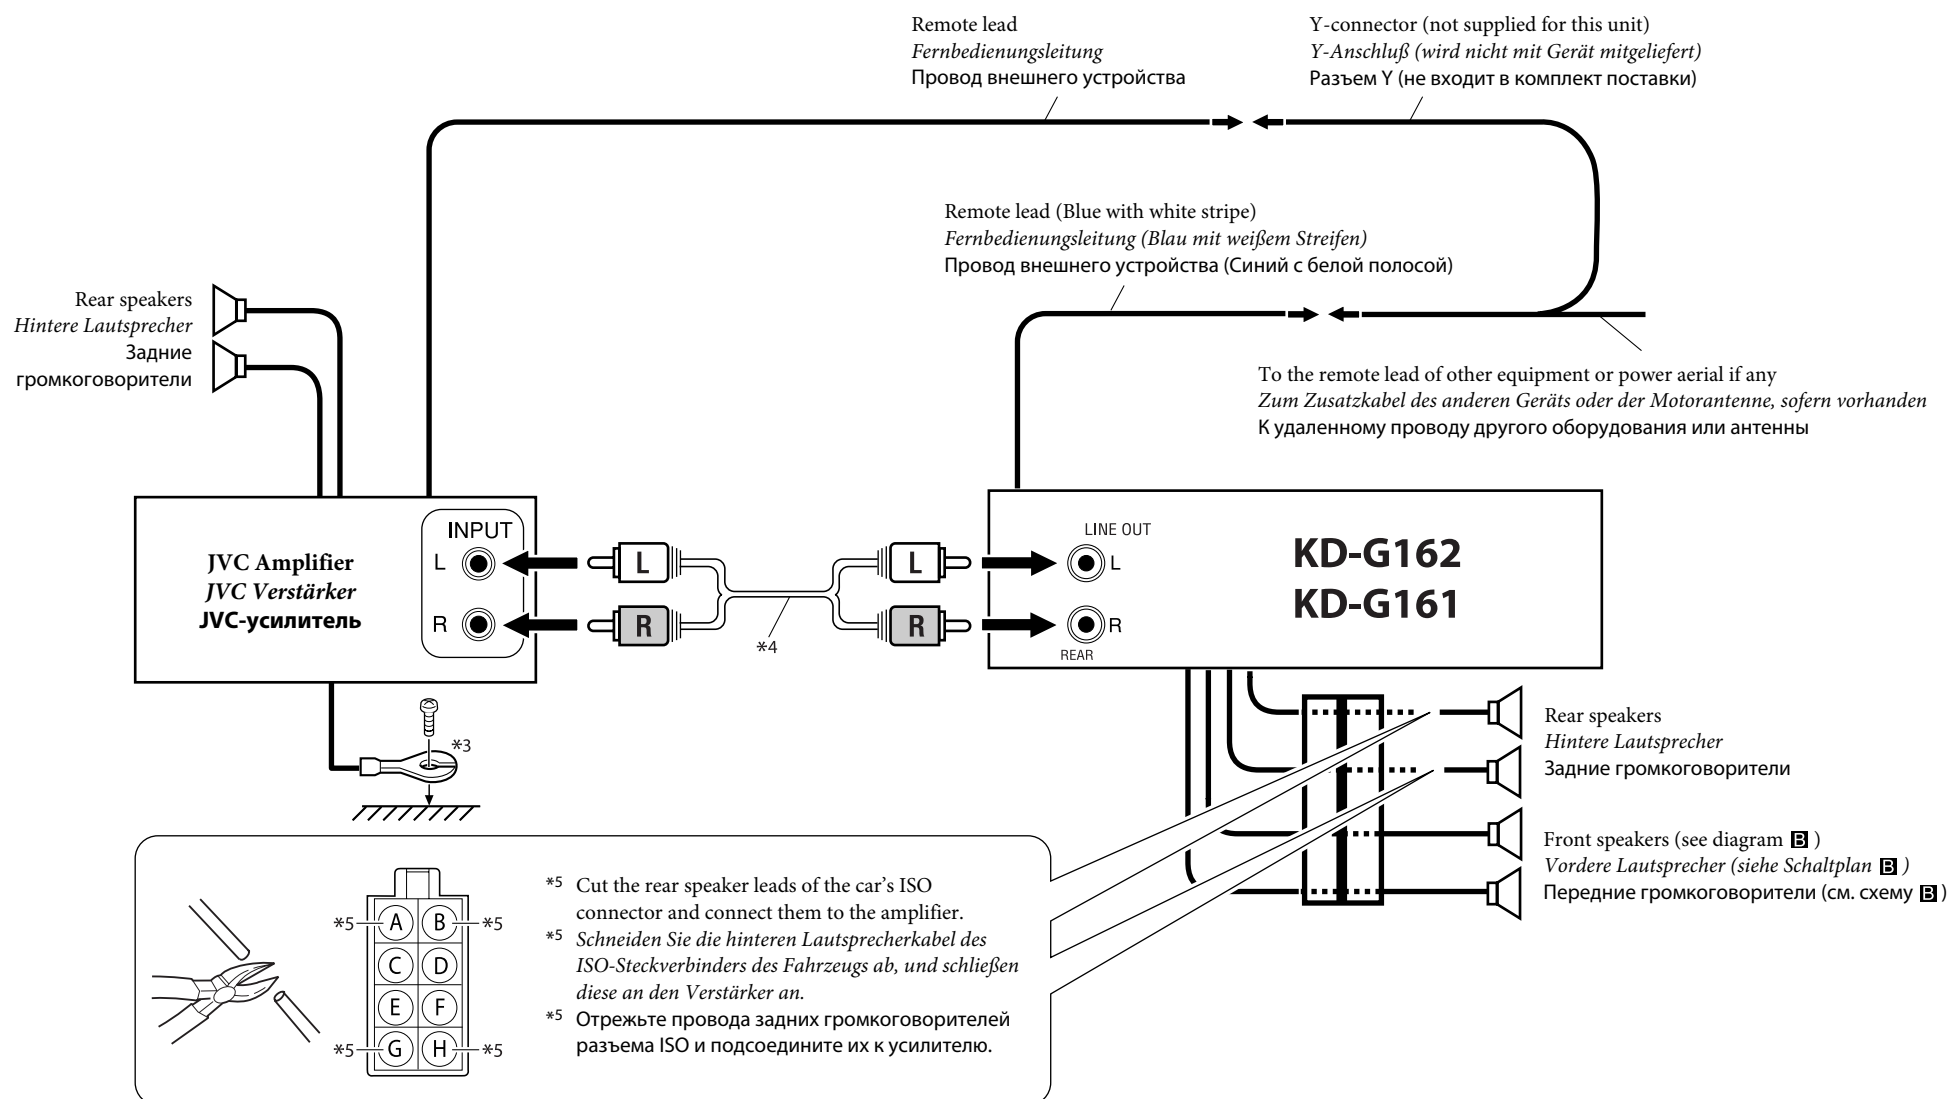 Remote lead
Fernbedienungsleitung
Провод внешнего устройства
Y-connector (not supplied for this unit)
Y-Anschluß (wird nicht mit Gerät mitgeliefert)
Разъем Y (не входит в комплект поставки)
Remote lead (Blue with white stripe)
Fernbedienungsleitung (Blau mit weißem Streifen)
Провод внешнего устройства (Синий с белой полосой)
Rear speakers
Hintere Lautsprecher
Задние
громкоговорители
To the remote lead of other equipment or power aerial if any
Zum Zusatzkabel des anderen Geräts oder der Motorantenne, sofern vorhanden
К удаленному проводу другого оборудования или антенны
JVC Amplifier
JVC Verstärker
JVC-усилитель
INPUT
L
R
L
R
*4
L
R
LINE OUT
L
R
REAR
KD-G162
KD-G161
*3
Rear speakers
Hintere Lautsprecher
Задние громкоговорители
Front speakers (see diagram B )
Vordere Lautsprecher (siehe Schaltplan B )
Передние громкоговорители (см. схему B )
*5 A B *5
C D
E F
*5 G H *5
*5 Cut the rear speaker leads of the car's ISO
connector and connect them to the amplifier.
*5 Schneiden Sie die hinteren Lautsprecherkabel des
ISO-Steckverbinders des Fahrzeugs ab, und schließen
diese an den Verstärker an.
*5 Отрежьте провода задних громкоговорителей
разъема ISO и подсоедините их к усилителю.